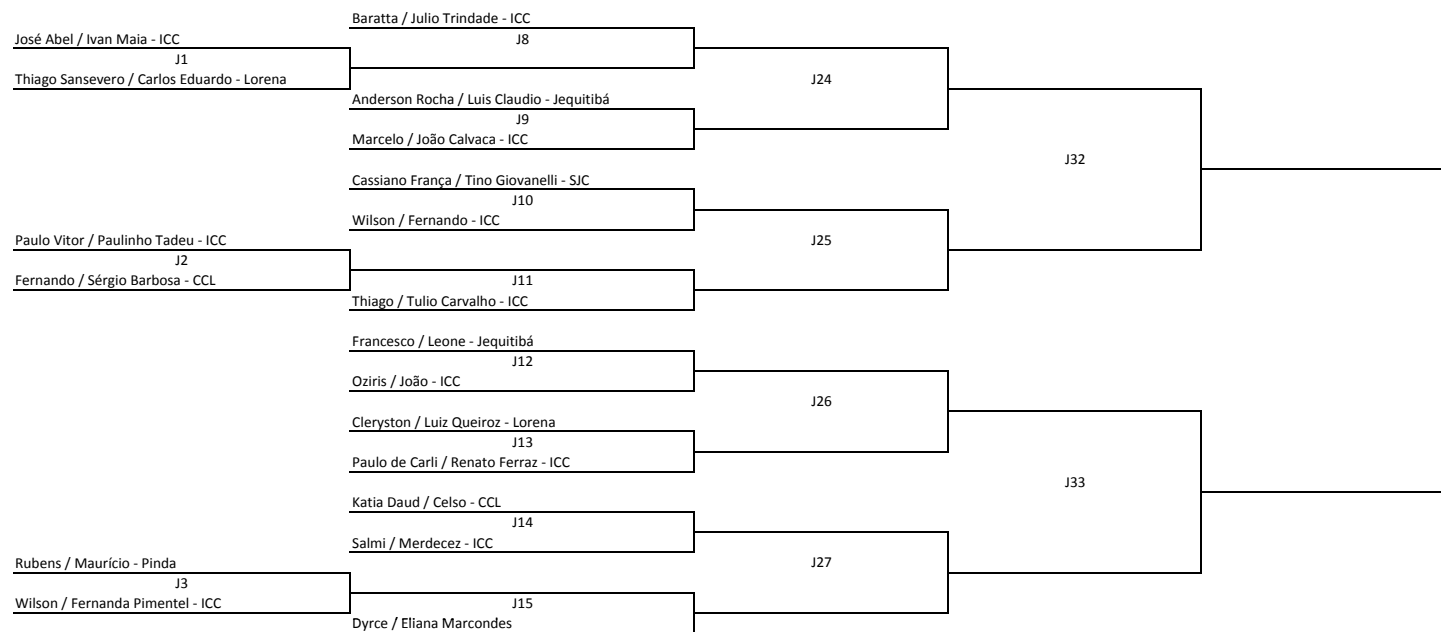 Baratta / Julio Trindade - ICC
José Abel / Ivan Maia - ICC
J8
J1
Thiago Sansevero / Carlos Eduardo - Lorena
J24
Anderson Rocha / Luis Claudio - Jequitibá
J9
Marcelo / João Calvaca - ICC
J32
Cassiano França / Tino Giovanelli - SJC
J10
Wilson / Fernando - ICC
Paulo Vitor / Paulinho Tadeu - ICC
J25
J2
Fernando / Sérgio Barbosa - CCL
J11
Thiago / Tulio Carvalho - ICC
Francesco / Leone - Jequitibá
J12
Oziris / João - ICC
J26
Cleryston / Luiz Queiroz - Lorena
J13
Paulo de Carli / Renato Ferraz - ICC
J33
Katia Daud / Celso - CCL
J14
Salmi / Merdecez - ICC
Rubens / Maurício - Pinda
J27
J3
Wilson / Fernanda Pimentel - ICC
J15
Dyrce / Eliana Marcondes